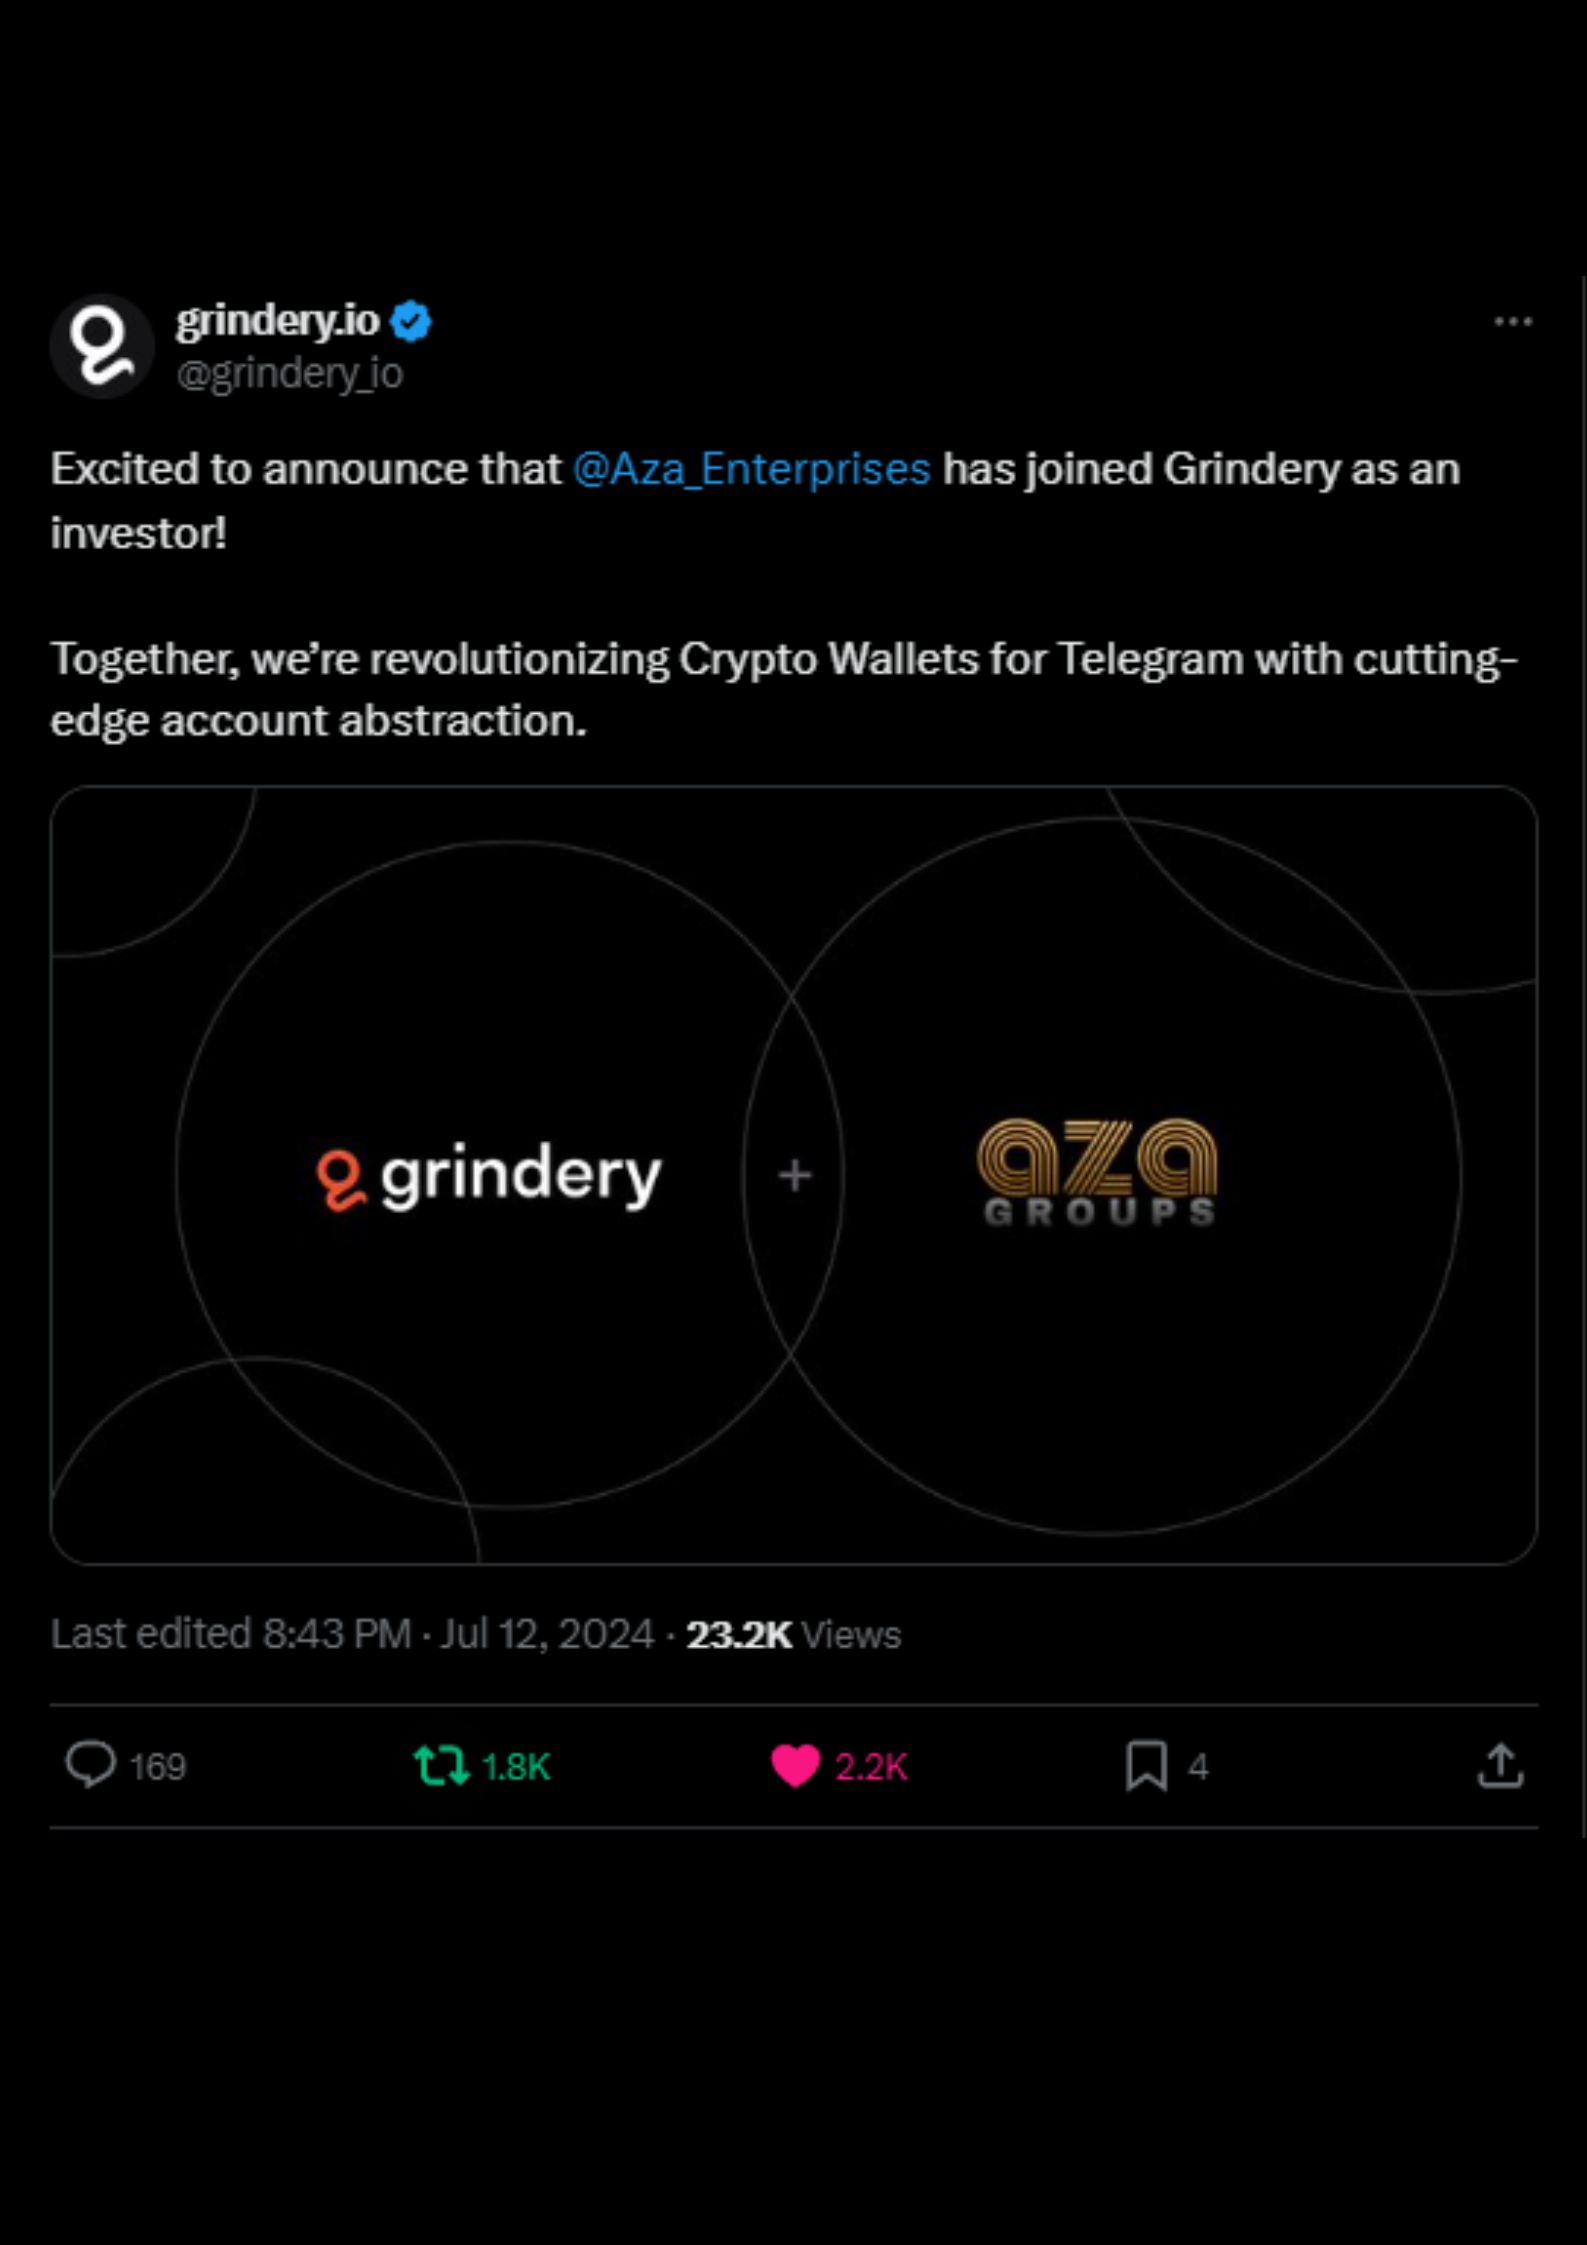 grindery.io
@grindery_io
Excited to announce that @Aza_Enterprises has joined Grindery as an
investor!
Together, we’re revolutionizing Crypto Wallets for Telegram with cutting-
edge account abstraction.
grindery + aza
GROUPS
Last edited 8:43 PM · Jul 12, 2024 · 23.2K Views
169 1.8K 2.2K 4